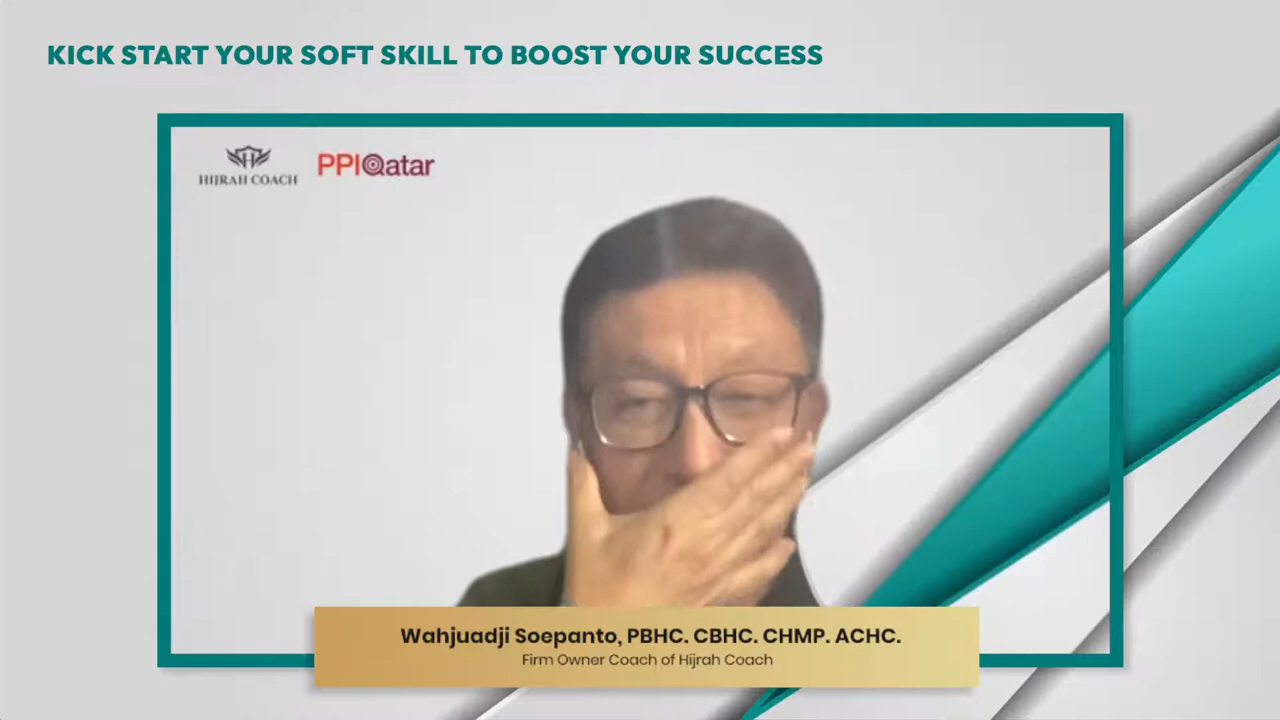 KICK START YOUR SOFT SKILL TO BOOST YOUR SUCCESS
HIJRAH COACH
PPIQatar
Wahjuadji Soepanto, PBHC. CBHC. CHMP. ACHC.
Firm Owner Coach of Hijrah Coach